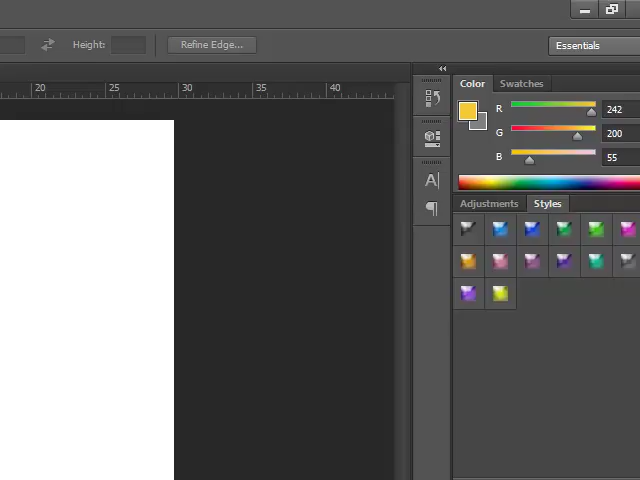 Height:
Refine Edge...
Essentials
20 25 30 35 40
Color Swatches
R 242
G 200
B 55
A
Adjustments Styles